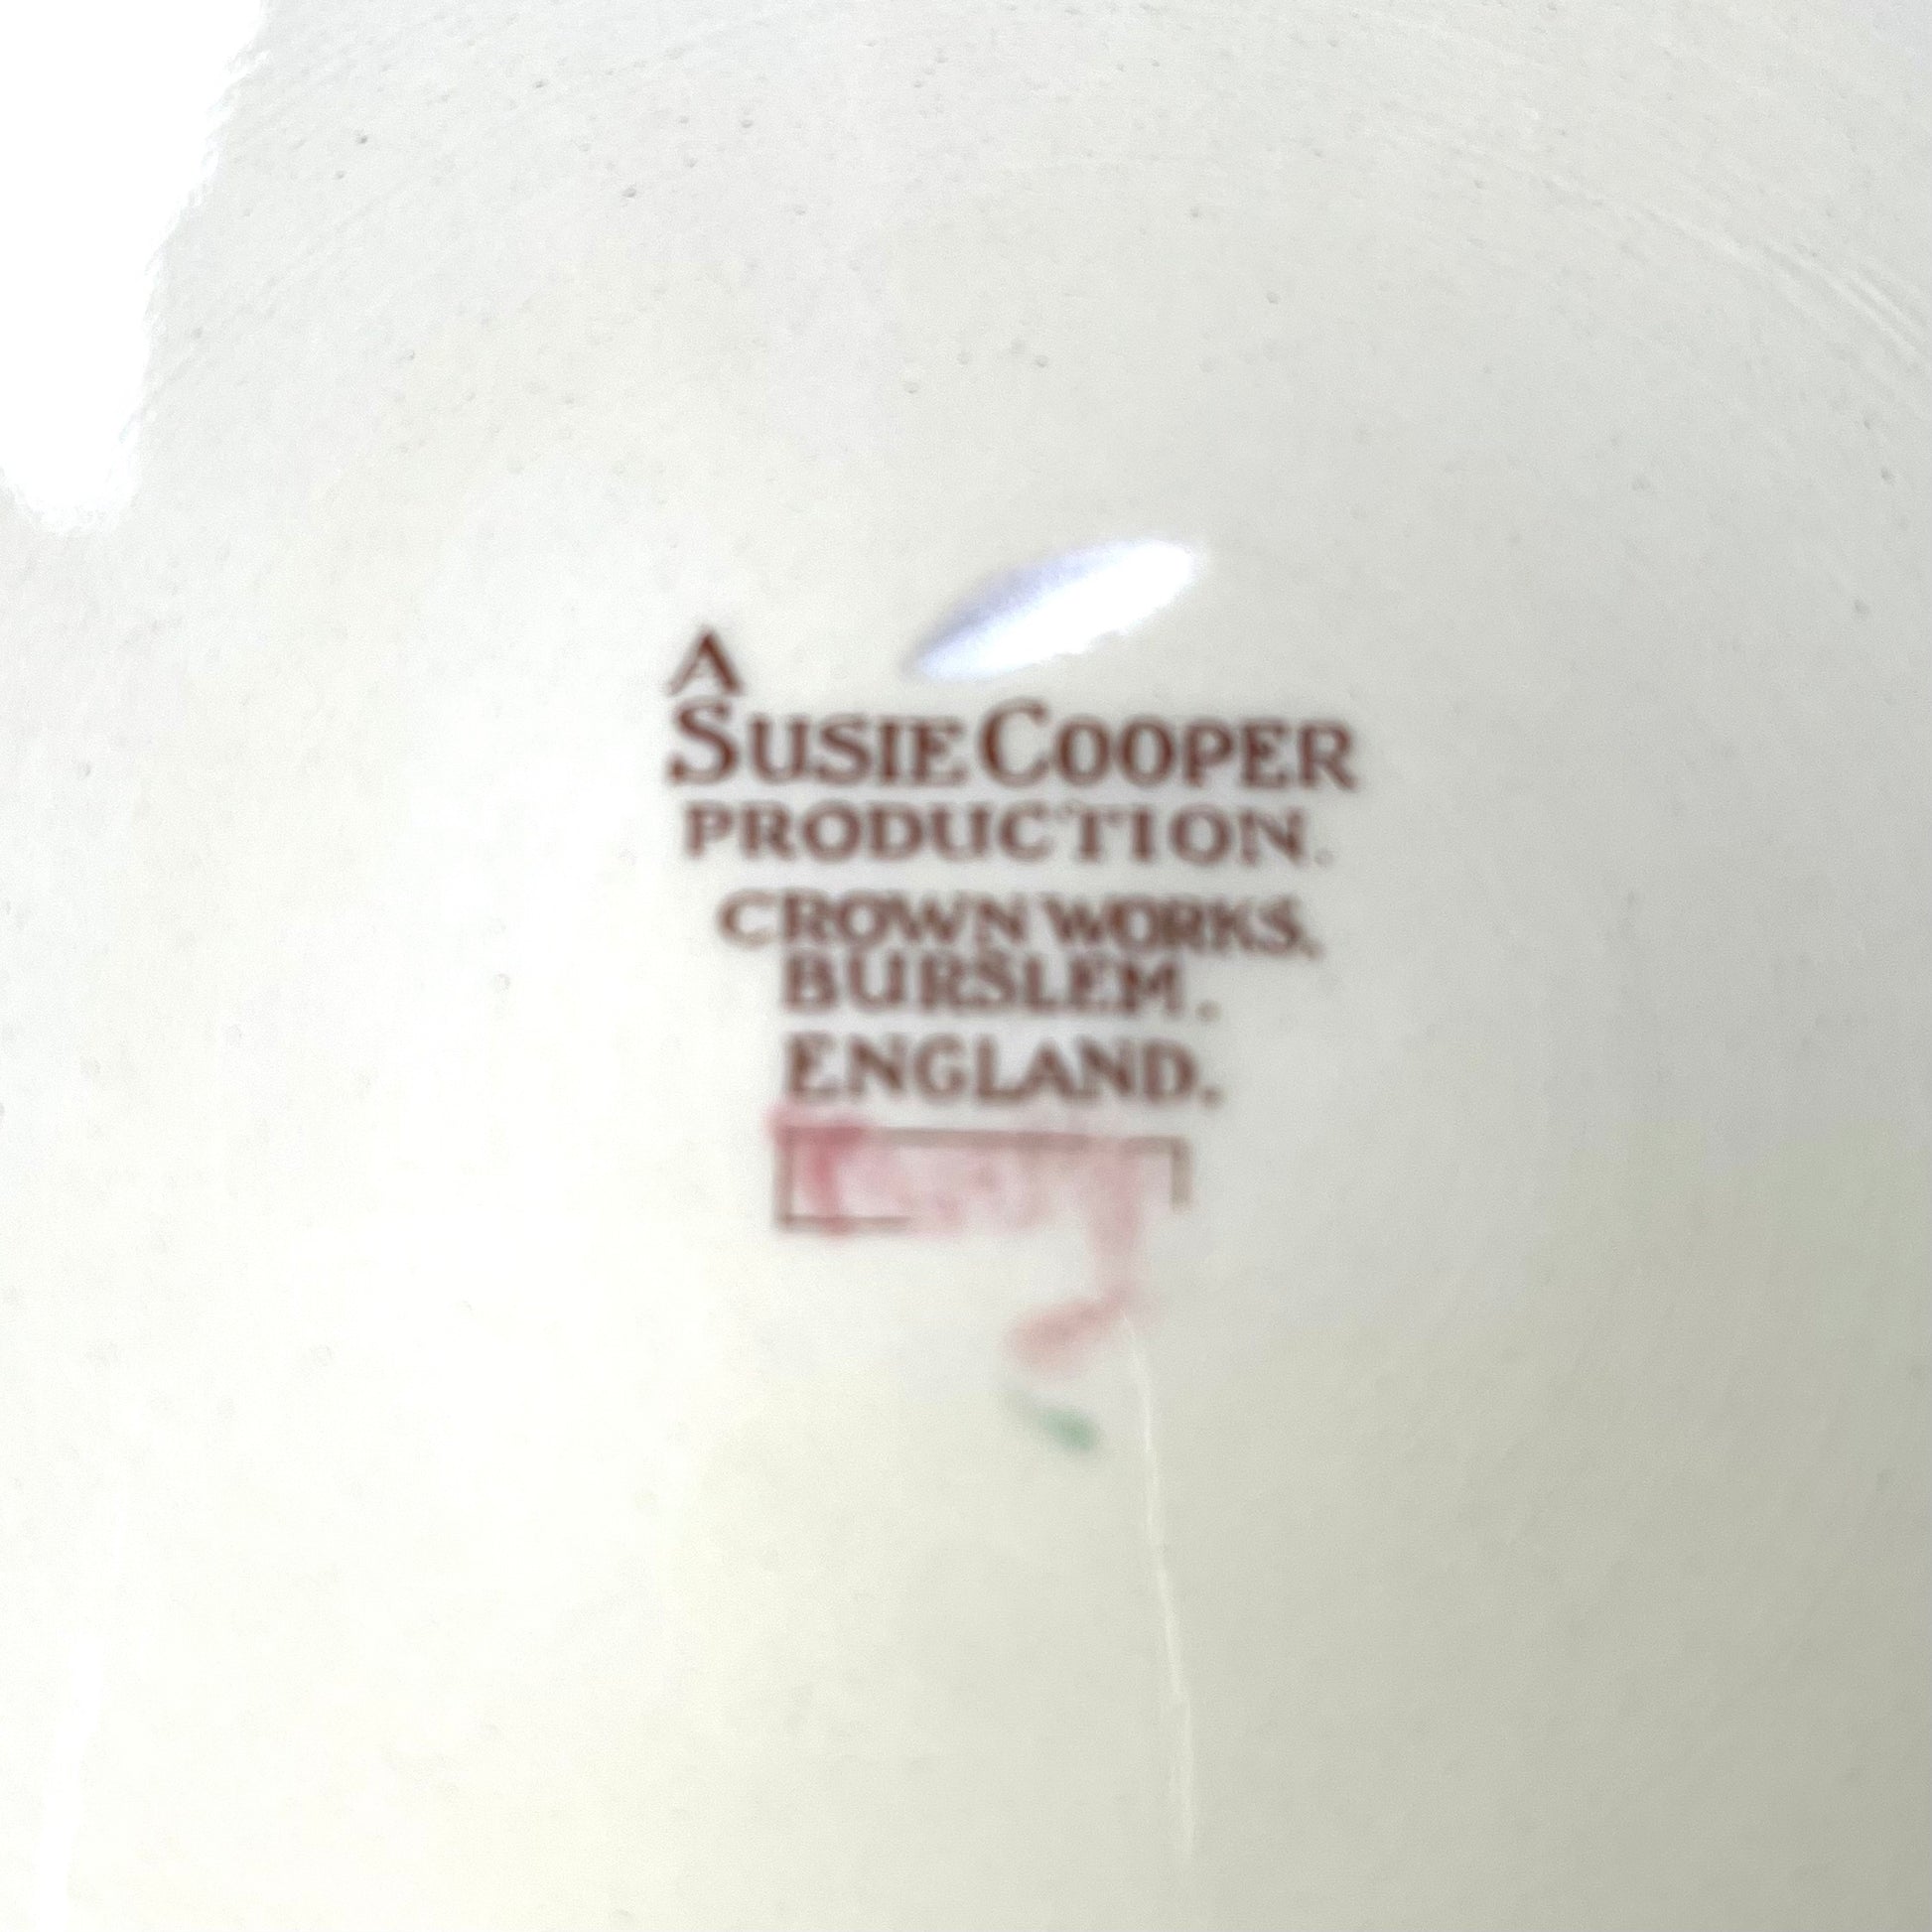 A
SUSIE COOPER
PRODUCTION.
CROWN WORKS,
BURSLEM.
ENGLAND.